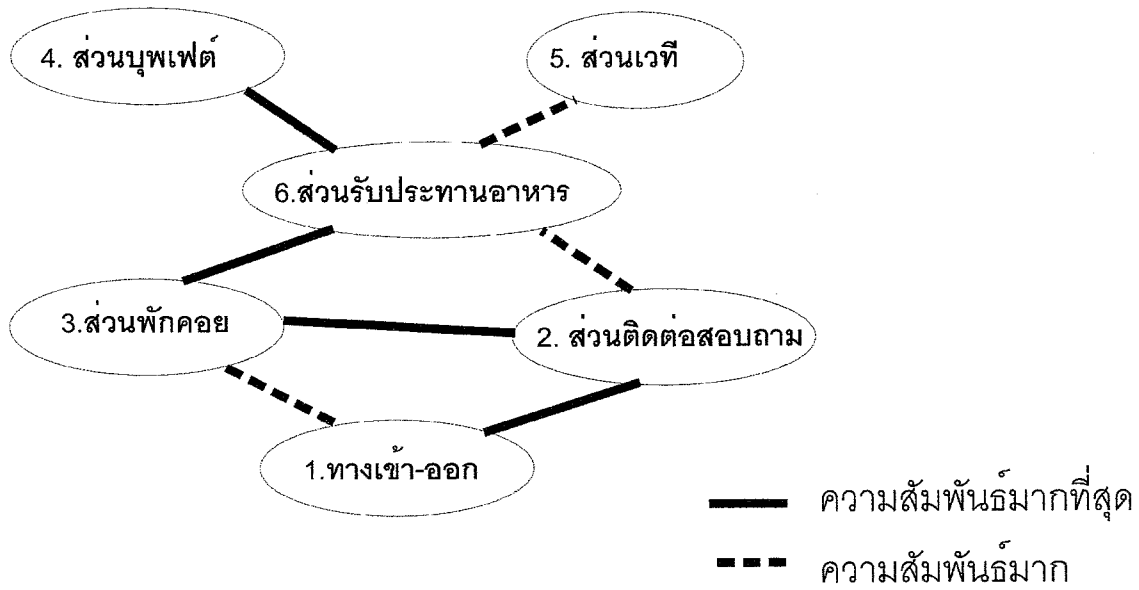 4. ส่วนบุพเฟต์
5. ส่วนเวที
6.ส่วนรับประทานอาหาร
3.ส่วนพักคอย
2. ส่วนติดต่อสอบถาม
1.ทางเข้า-ออก
ความสัมพันธ์มากที่สุด
ความสัมพันธ์มาก